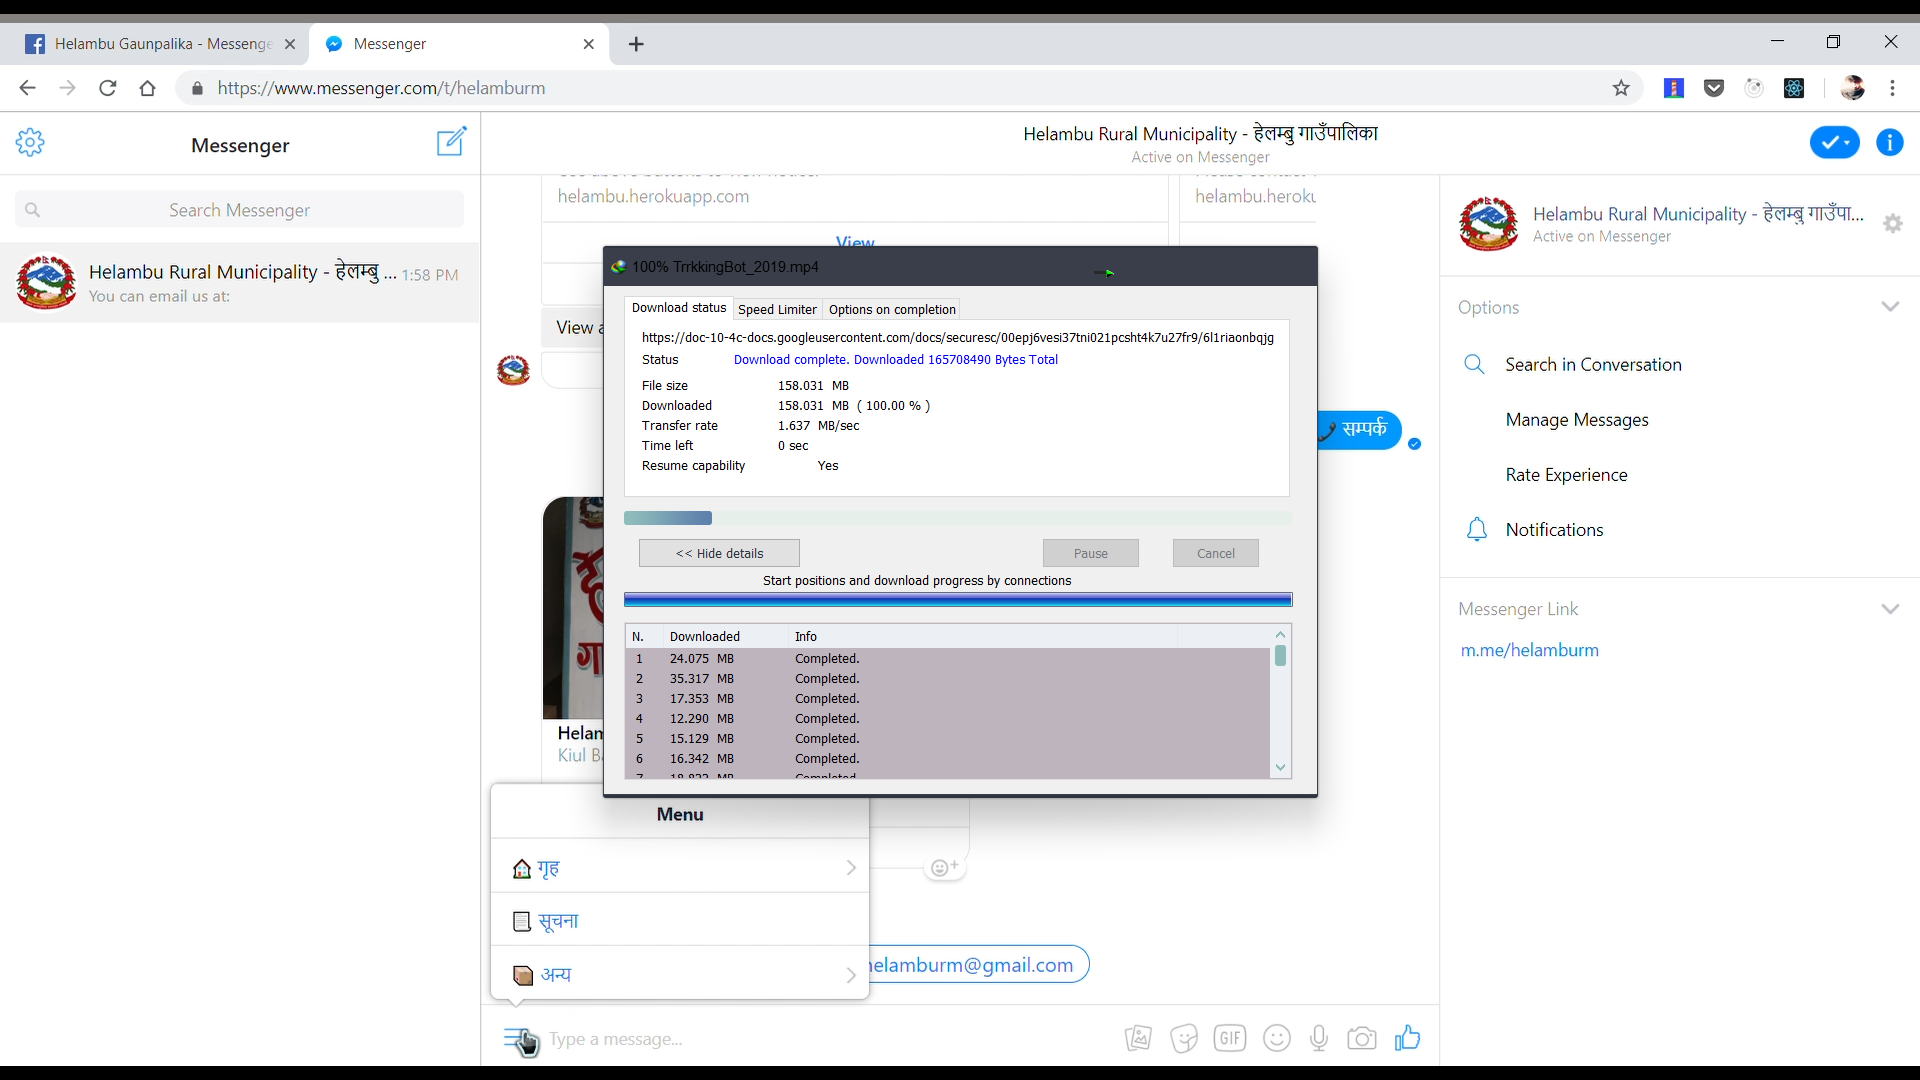 Helambu Gaunpalika - Messenge
Messenger
https://www.messenger.com/t/helamburm
Messenger
Search Messenger
Helambu Rural Municipality - हेलम्बु ... 1:58 PM
You can email us at:
Helambu Rural Municipality - हेलम्बु गाउँपालिका
Active on Messenger
helambu.herokuapp.com
helambu.heroku
View
View a
100% TrrkkingBot_2019.mp4
Download status
Speed Limiter
Options on completion
https://doc-10-4c-docs.googleusercontent.com/docs/securesc/00epj6vesi37tni021pcsht4k7u27fr9/6l1riaonbqjg
Status Download complete. Downloaded 165708490 Bytes Total
File size 158.031 MB
Downloaded 158.031 MB ( 100.00 % )
Transfer rate 1.637 MB/sec
Time left 0 sec
Resume capability Yes
<< Hide details
Pause
Cancel
Start positions and download progress by connections
N. Downloaded Info
1 24.075 MB Completed.
2 35.317 MB Completed.
3 17.353 MB Completed.
4 12.290 MB Completed.
5 15.129 MB Completed.
6 16.342 MB Completed.
सम्पर्क
Helam
Kiul Ba
Menu
गृह
सूचना
अन्य
helamburm@gmail.com
Type a message...
GIF
Helambu Rural Municipality - हेलम्बु गाउँपा...
Active on Messenger
Options
Search in Conversation
Manage Messages
Rate Experience
Notifications
Messenger Link
m.me/helamburm